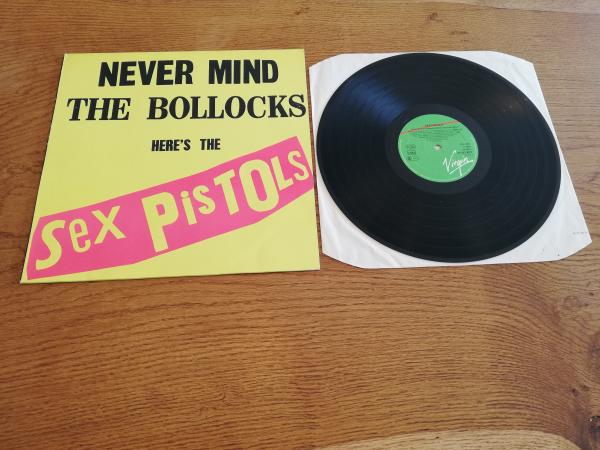 NEVER MIND
THE BOLLOCKS
HERE'S THE
Sex PisTOLs
Virgin